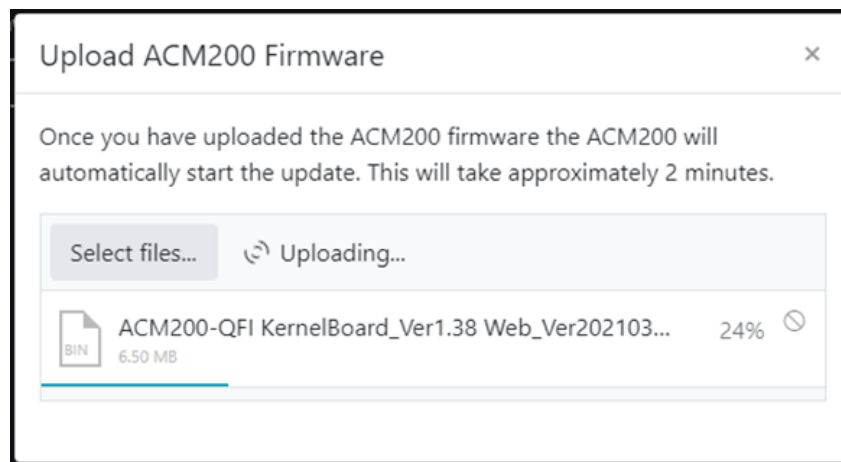 Upload ACM200 Firmware ×
Once you have uploaded the ACM200 firmware the ACM200 will
automatically start the update. This will take approximately 2 minutes.
Select files... Uploading...
ACM200-QFI KernelBoard_Ver1.38 Web_Ver202103... 24%
BIN
6.50 MB